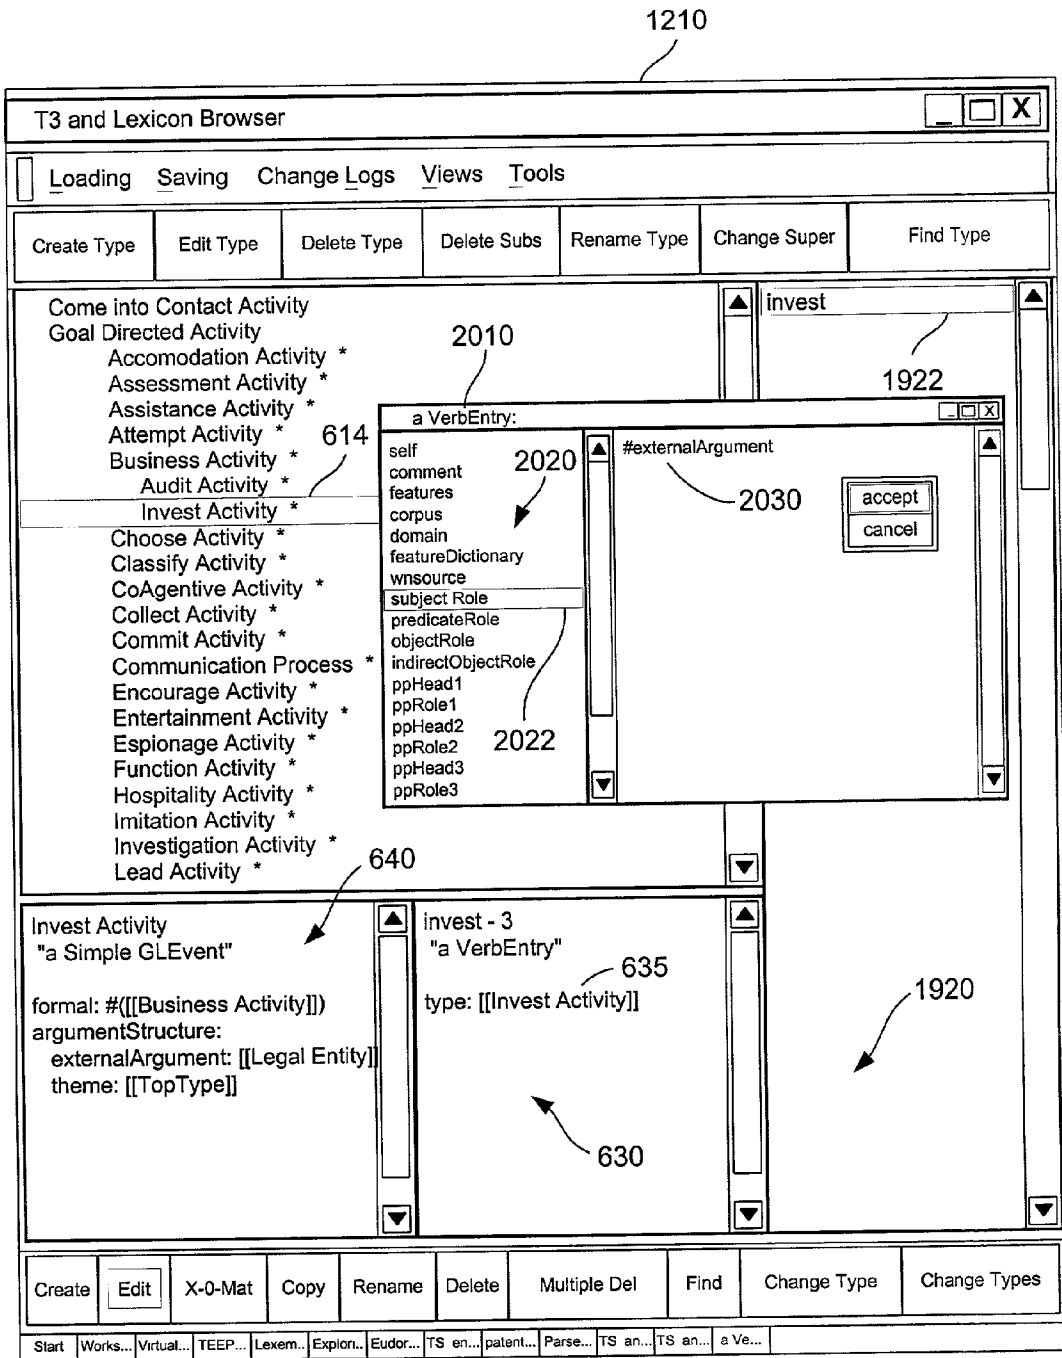 1210
T3 and Lexicon Browser
_ X
Loading Saving Change Logs Views Tools
Create Type Edit Type Delete Type Delete Subs Rename Type Change Super Find Type
Come into Contact Activity
Goal Directed Activity
Accomodation Activity *
Assessment Activity *
Assistance Activity *
Attempt Activity *
Business Activity *
Audit Activity *
Invest Activity *
Choose Activity *
Classify Activity *
CoAgentive Activity *
Collect Activity *
Commit Activity *
Communication Process *
Encourage Activity *
Entertainment Activity *
Espionage Activity *
Function Activity *
Hospitality Activity *
Imitation Activity *
Investigation Activity *
Lead Activity *
614
invest
1922
2010
a VerbEntry:
_ X
self
comment
features
corpus
domain
featureDictionary
wnsource
subject Role
predicateRole
objectRole
indirectObjectRole
ppHead1
ppRole1
ppHead2
ppRole2
ppHead3
ppRole3
2020
2022
#externalArgument
2030
accept
cancel
640
Invest Activity
"a Simple GLEvent"
formal: #([[Business Activity]])
argumentStructure:
externalArgument: [[Legal Entity]]
theme: [[TopType]]
invest - 3
"a VerbEntry"
635
type: [[Invest Activity]]
630
1920
Create Edit X-0-Mat Copy Rename Delete Multiple Del Find Change Type Change Types
Start Works... Virtual... TEEP... Lexem... Explori... Eudor... TS en... patent... Parse... TS an... TS an... a Ve...